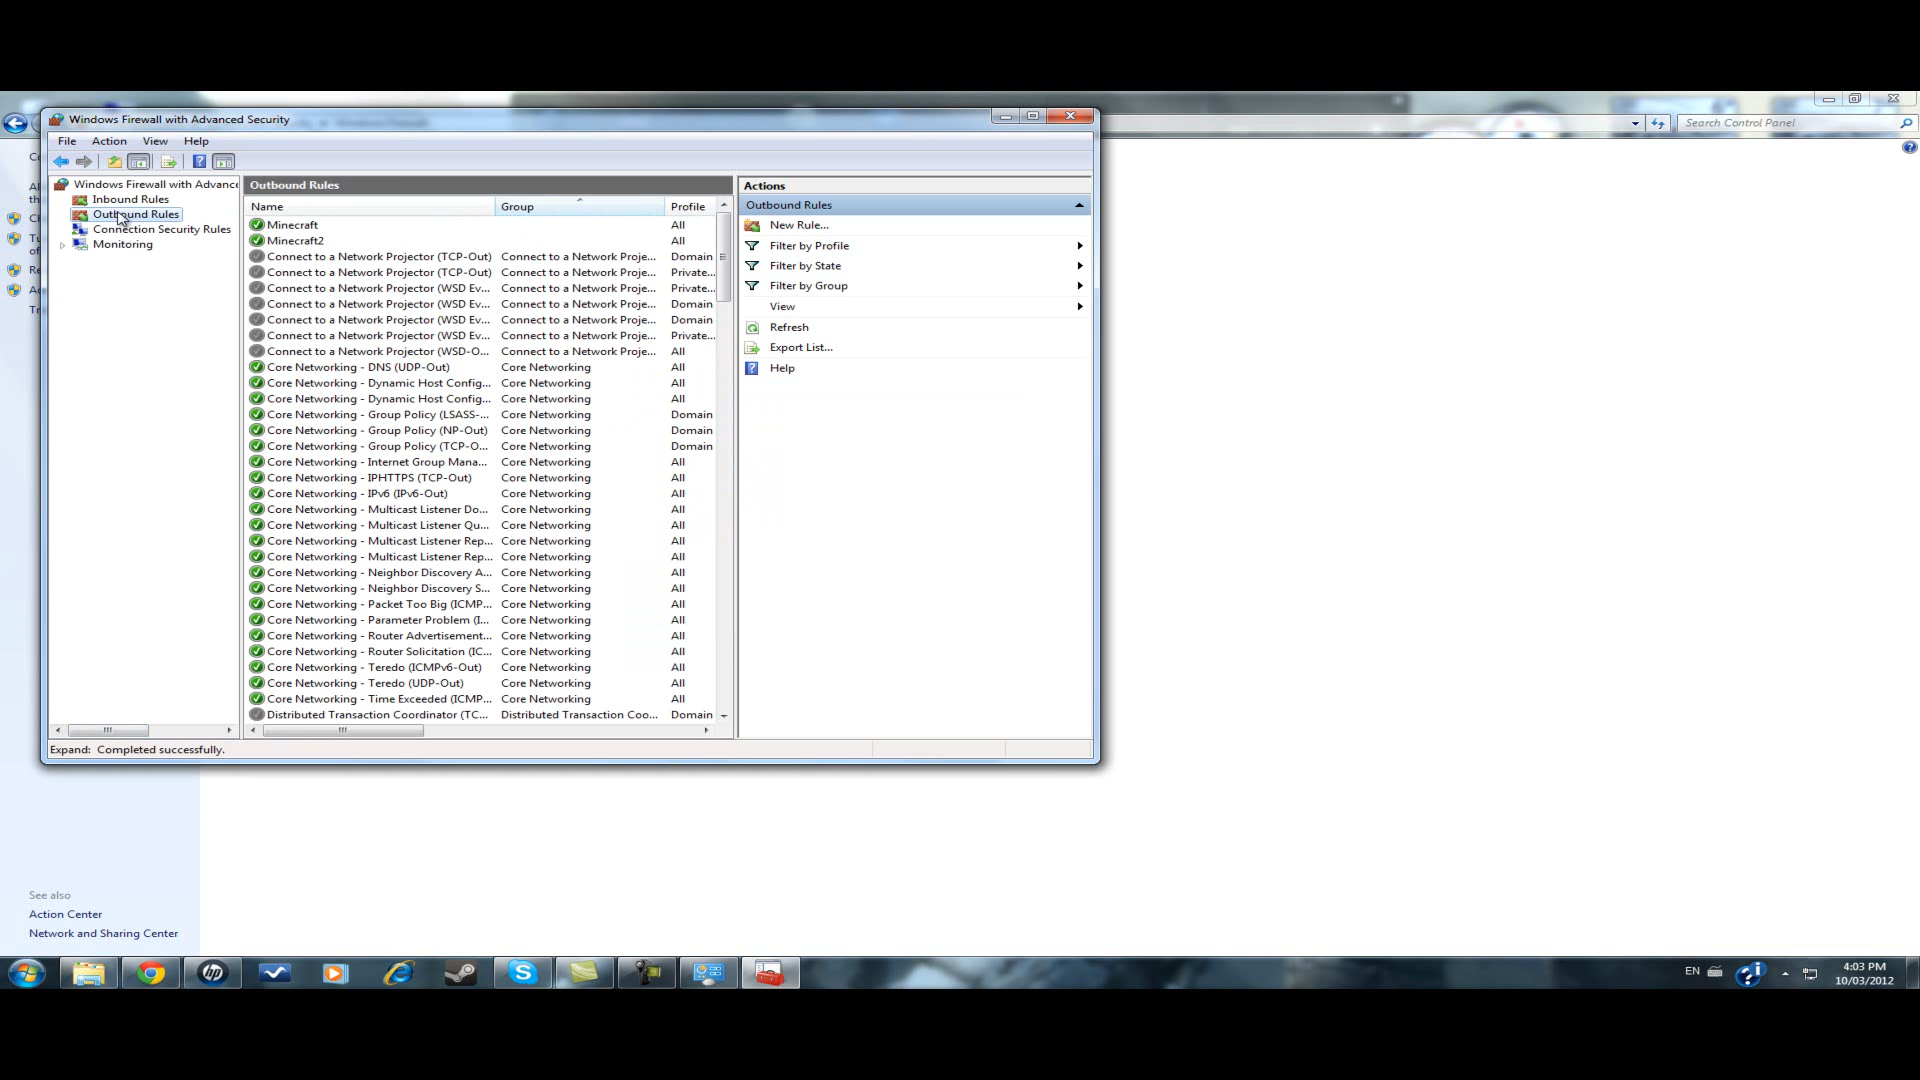 Windows Firewall with Advanced Security
File Action View Help
Search Control Panel
Windows Firewall with Advance
Inbound Rules
Outbound Rules
Connection Security Rules
Monitoring
Outbound Rules
Name Group Profile
Minecraft All
Minecraft2 All
Connect to a Network Projector (TCP-Out) Connect to a Network Proje... Domain
Connect to a Network Projector (TCP-Out) Connect to a Network Proje... Private...
Connect to a Network Projector (WSD Ev... Connect to a Network Proje... Private...
Connect to a Network Projector (WSD Ev... Connect to a Network Proje... Domain
Connect to a Network Projector (WSD Ev... Connect to a Network Proje... Domain
Connect to a Network Projector (WSD Ev... Connect to a Network Proje... Private...
Connect to a Network Projector (WSD-O... Connect to a Network Proje... All
Core Networking - DNS (UDP-Out) Core Networking All
Core Networking - Dynamic Host Config... Core Networking All
Core Networking - Dynamic Host Config... Core Networking All
Core Networking - Group Policy (LSASS-... Core Networking Domain
Core Networking - Group Policy (NP-Out) Core Networking Domain
Core Networking - Group Policy (TCP-O... Core Networking Domain
Core Networking - Internet Group Mana... Core Networking All
Core Networking - IPHTTPS (TCP-Out) Core Networking All
Core Networking - IPv6 (IPv6-Out) Core Networking All
Core Networking - Multicast Listener Do... Core Networking All
Core Networking - Multicast Listener Qu... Core Networking All
Core Networking - Multicast Listener Rep... Core Networking All
Core Networking - Multicast Listener Rep... Core Networking All
Core Networking - Neighbor Discovery A... Core Networking All
Core Networking - Neighbor Discovery S... Core Networking All
Core Networking - Packet Too Big (ICMP... Core Networking All
Core Networking - Parameter Problem (I... Core Networking All
Core Networking - Router Advertisement... Core Networking All
Core Networking - Router Solicitation (IC... Core Networking All
Core Networking - Teredo (ICMPv6-Out) Core Networking All
Core Networking - Teredo (UDP-Out) Core Networking All
Core Networking - Time Exceeded (ICMP... Core Networking All
Distributed Transaction Coordinator (TC... Distributed Transaction Coo... Domain
Actions
Outbound Rules
New Rule...
Filter by Profile
Filter by State
Filter by Group
View
Refresh
Export List...
Help
Expand: Completed successfully.
See also
Action Center
Network and Sharing Center
hp
EN
4:03 PM
10/03/2012